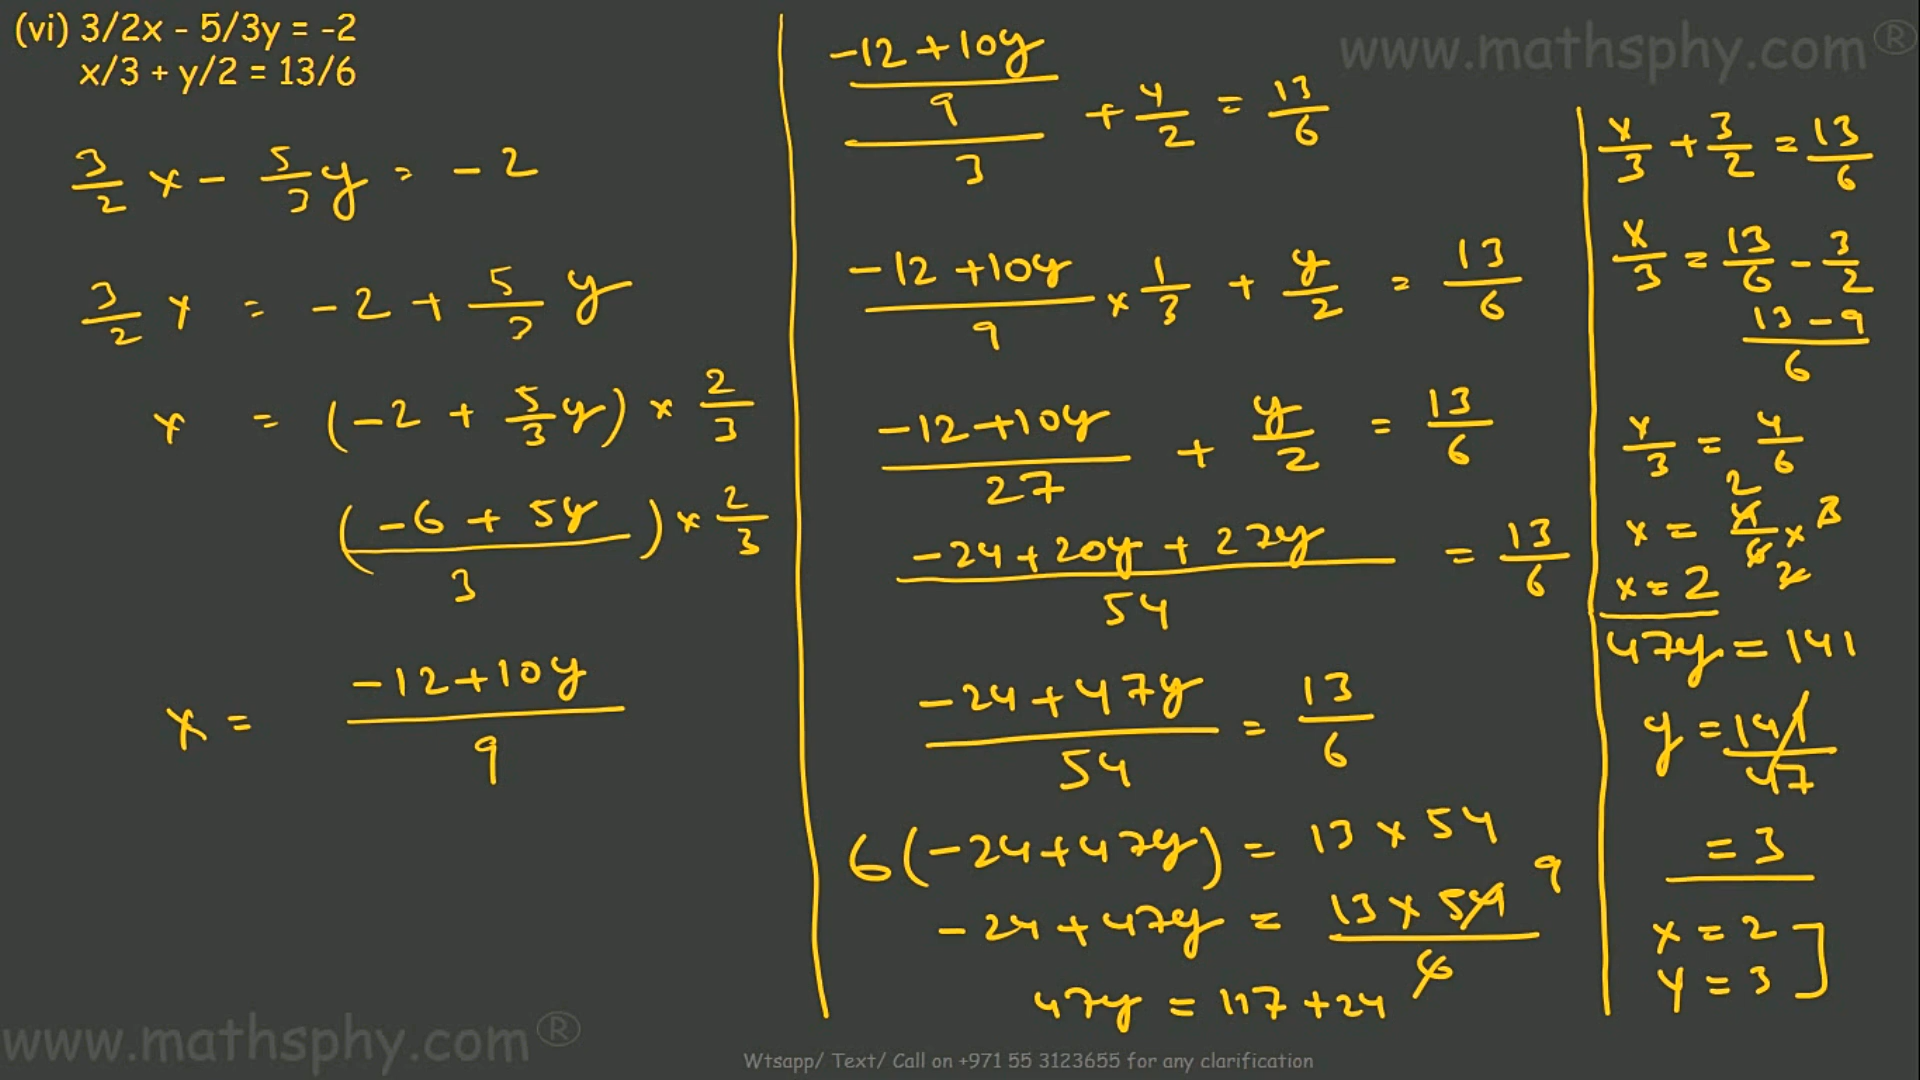 (vi) 3/2x - 5/3y = -2
x/3 + y/2 = 13/6
3/2 x - 5/3 y = -2
3/2 x = -2 + 5/3 y
x = (-2 + 5/3 y) × 2/3
(-6 + 5y / 3) × 2/3
x = -12+10y / 9
-12+10y / 9 / 3 + y/2 = 13/6
-12+10y / 9 × 1/3 + y/2 = 13/6
-12+10y / 27 + y/2 = 13/6
-24+20y+27y / 54 = 13/6
-24+47y / 54 = 13/6
6(-24+47y) = 13×54
-24+47y = 13×54 / 6 9
47y = 117+24
www.mathsphy.com®
x/3 + 3/2 = 13/6
x/3 = 13/6 - 3/2
13-9 / 6
x/3 = 4/6
2
x = 4/6 × 3
2
x=2
47y = 141
y = 141/47
= 3
x = 2
y = 3 ]
www.mathsphy.com®
Wtsapp/ Text/ Call on +971 55 3123655 for any clarification